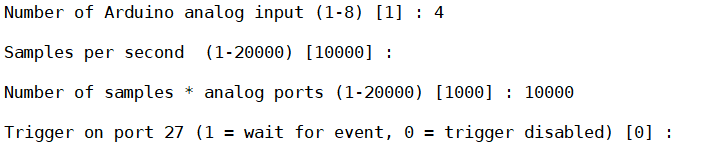 Number of Arduino analog input (1-8) [1] : 4
Samples per second  (1-20000) [10000] :
Number of samples * analog ports (1-20000) [1000] : 10000
Trigger on port 27 (1 = wait for event, 0 = trigger disabled) [0] :